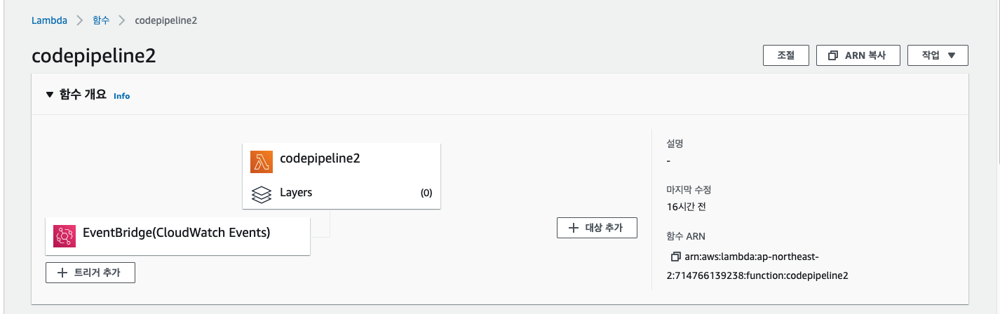 Lambda > 함수 > codepipeline2
codepipeline2
조절
ARN 복사
작업
함수 개요 Info
codepipeline2
Layers (0)
EventBridge(CloudWatch Events)
+ 트리거 추가
+ 대상 추가
설명
-
마지막 수정
16시간 전
함수 ARN
arn:aws:lambda:ap-northeast-
2:714766139238:function:codepipeline2